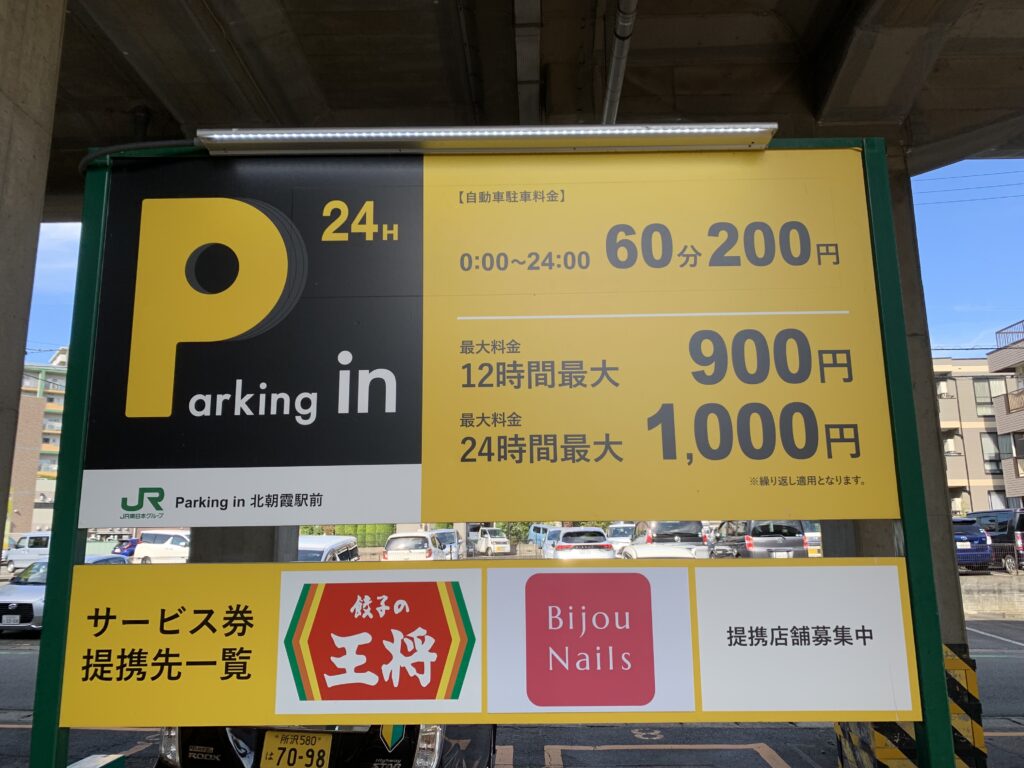 24H
Parking in
【自動車駐車料金】
0:00～24:00 60分 200円
最大料金
12時間最大 900円
最大料金
24時間最大 1,000円
※繰り返し適用となります。
JR
JR東日本グループ
Parking in 北朝霞駅前
サービス券
提携先一覧
餃子の
王将
Bijou
Nails
提携店舗募集中
所沢 580
は 70-98
ROOX
Highway
STAR